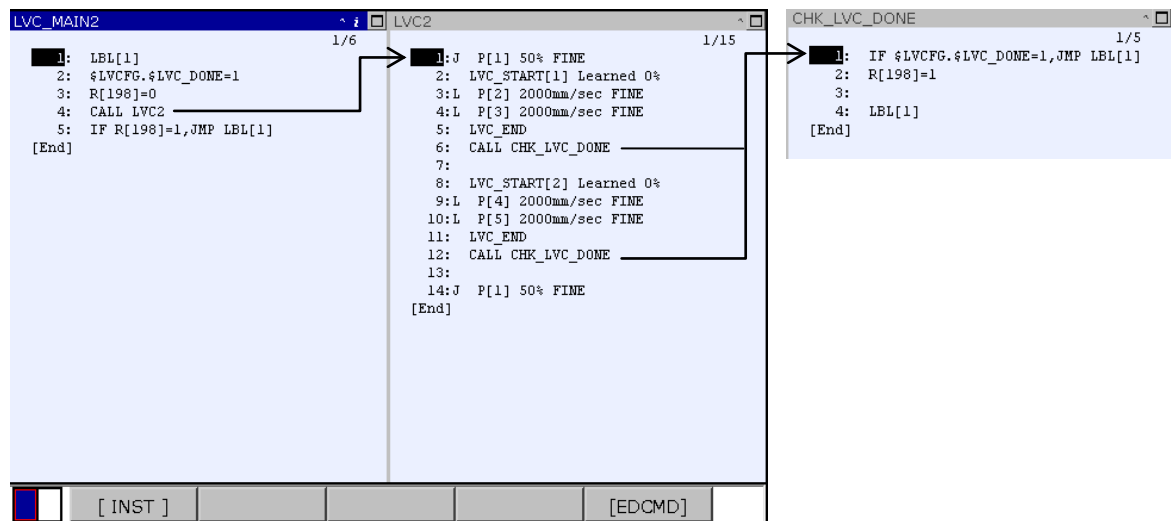 LVC_MAIN2
1/6
1: LBL[1]
2: $LVCFG.$LVC_DONE=1
3: R[198]=0
4: CALL LVC2
5: IF R[198]=1,JMP LBL[1]
[End]
LVC2
1/15
1:J P[1] 50% FINE
2: LVC_START[1] Learned 0%
3:L P[2] 2000mm/sec FINE
4:L P[3] 2000mm/sec FINE
5: LVC_END
6: CALL CHK_LVC_DONE
7:
8: LVC_START[2] Learned 0%
9:L P[4] 2000mm/sec FINE
10:L P[5] 2000mm/sec FINE
11: LVC_END
12: CALL CHK_LVC_DONE
13:
14:J P[1] 50% FINE
[End]
CHK_LVC_DONE
1/5
1: IF $LVCFG.$LVC_DONE=1,JMP LBL[1]
2: R[198]=1
3:
4: LBL[1]
[End]
[ INST ]
[EDCMD]